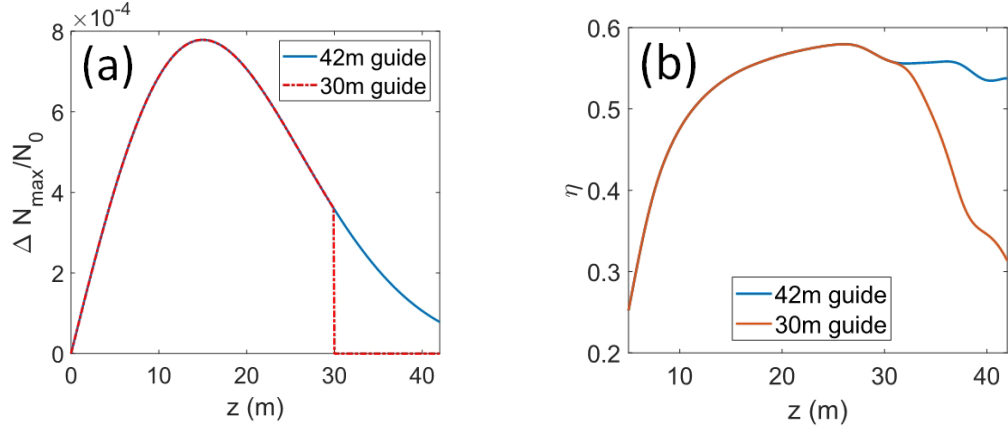 ×10⁻⁴
(a)
42m guide
30m guide
Δ N_max/N_0
8
6
4
2
0
0 10 20 30 40
z (m)
(b)
η
0.6
0.5
0.4
0.3
0.2
42m guide
30m guide
10 20 30 40
z (m)